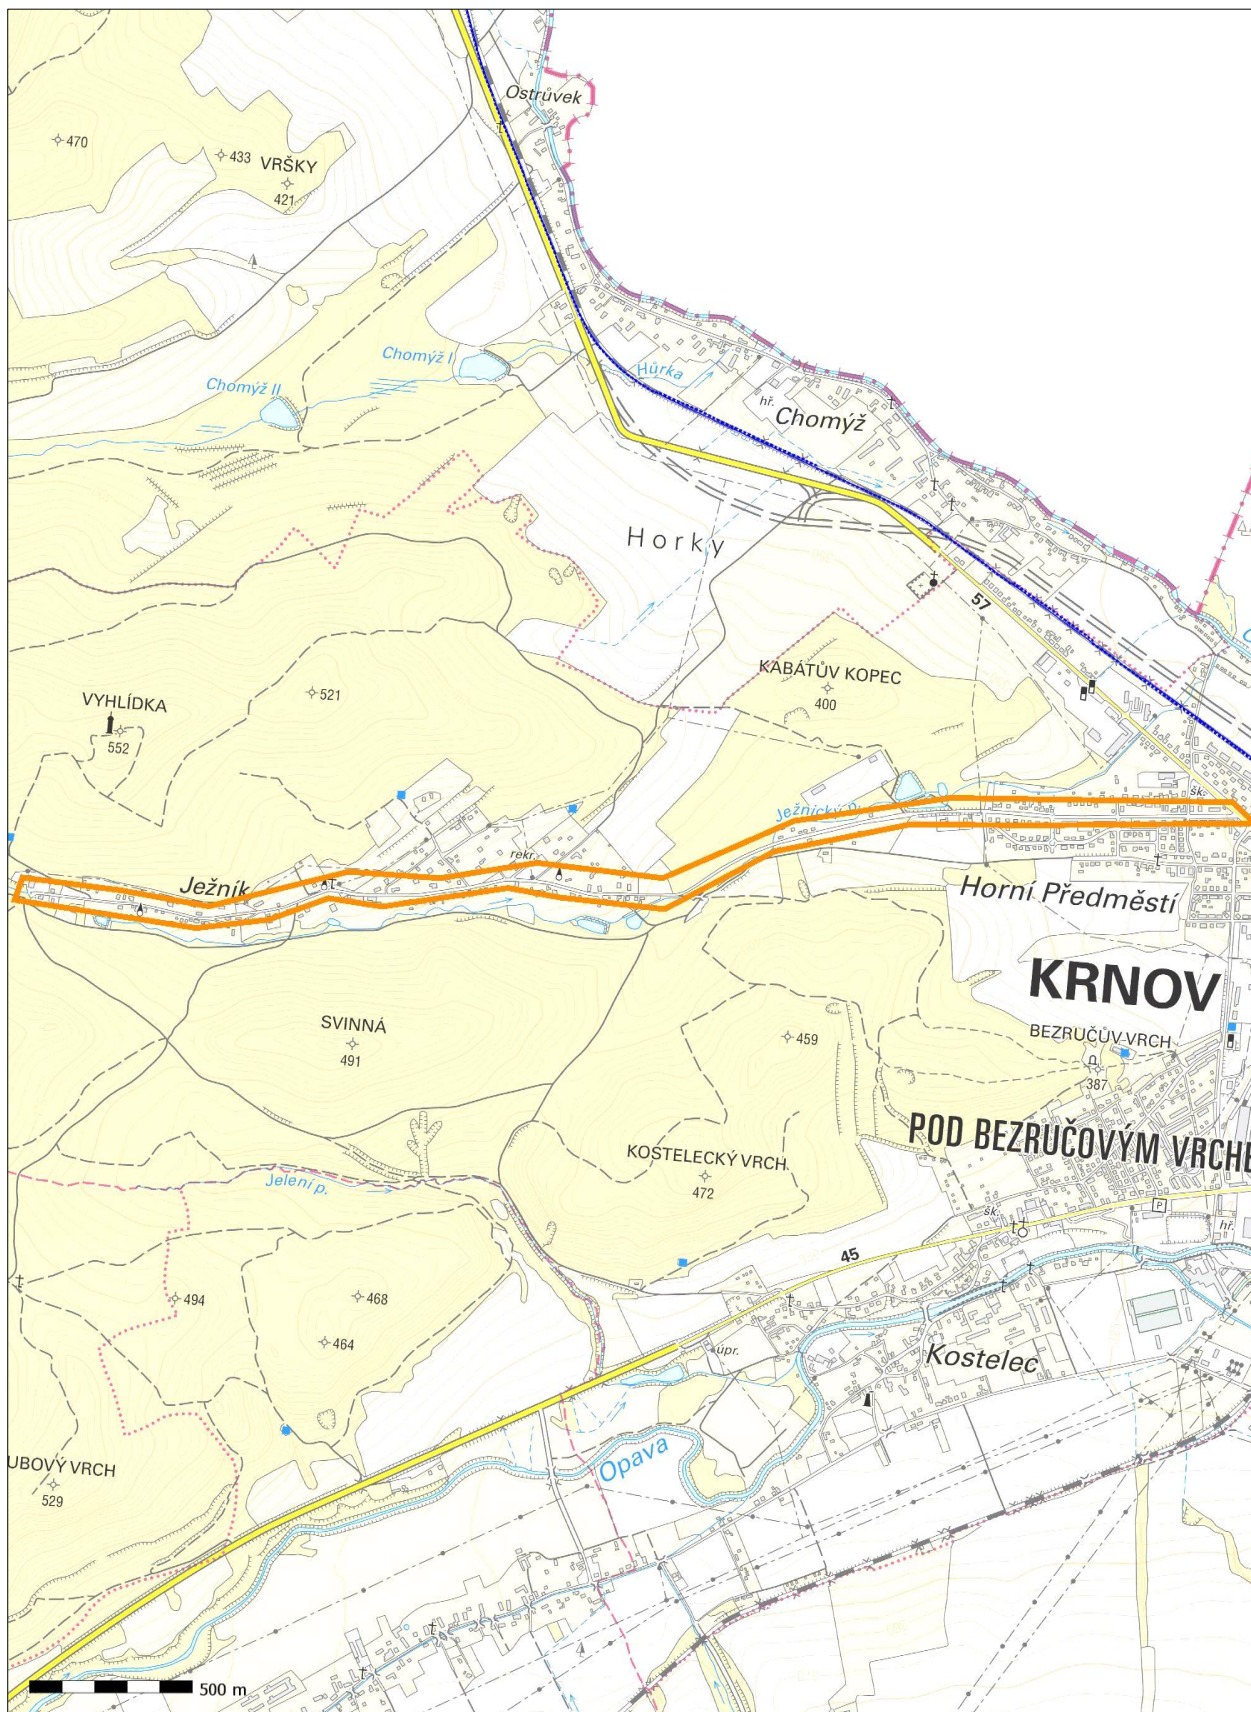 Ostrůvek
470
433
VRŠKY
421
Chomýž I
Hůrka
Chomýž II
hř.
Chomýž
Horky
57
KABÁTŮV KOPEC
400
VYHLÍDKA
521
552
šk.
Ježnický p.
rekr.
Ježník
Horní Předměstí
KRNOV
SVINNÁ
491
459
BEZRUČŮV VRCH
387
POD BEZRUČOVÝM VRCHE
KOSTELECKÝ VRCH
472
Jelení p.
šk.
P
hř.
45
494
468
464
úpr.
Kostelec
Opava
UBOVÝ VRCH
529
500 m